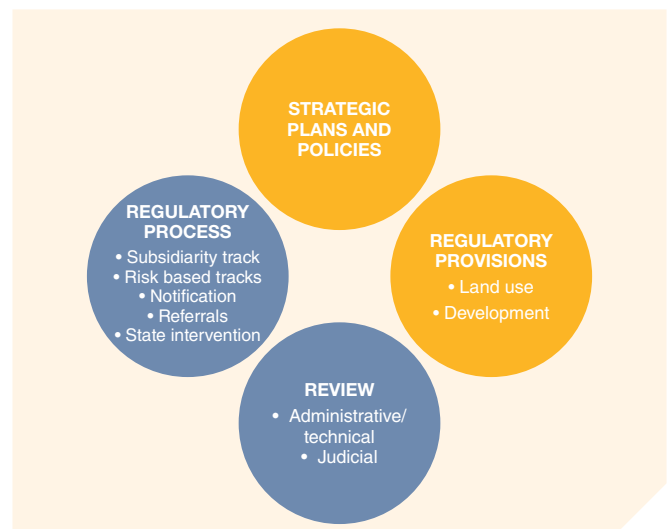 STRATEGIC
PLANS AND
POLICIES
REGULATORY
PROCESS
• Subsidiarity track
• Risk based tracks
• Notification
• Referrals
• State intervention
REGULATORY
PROVISIONS
• Land use
• Development
REVIEW
• Administrative/
technical
• Judicial